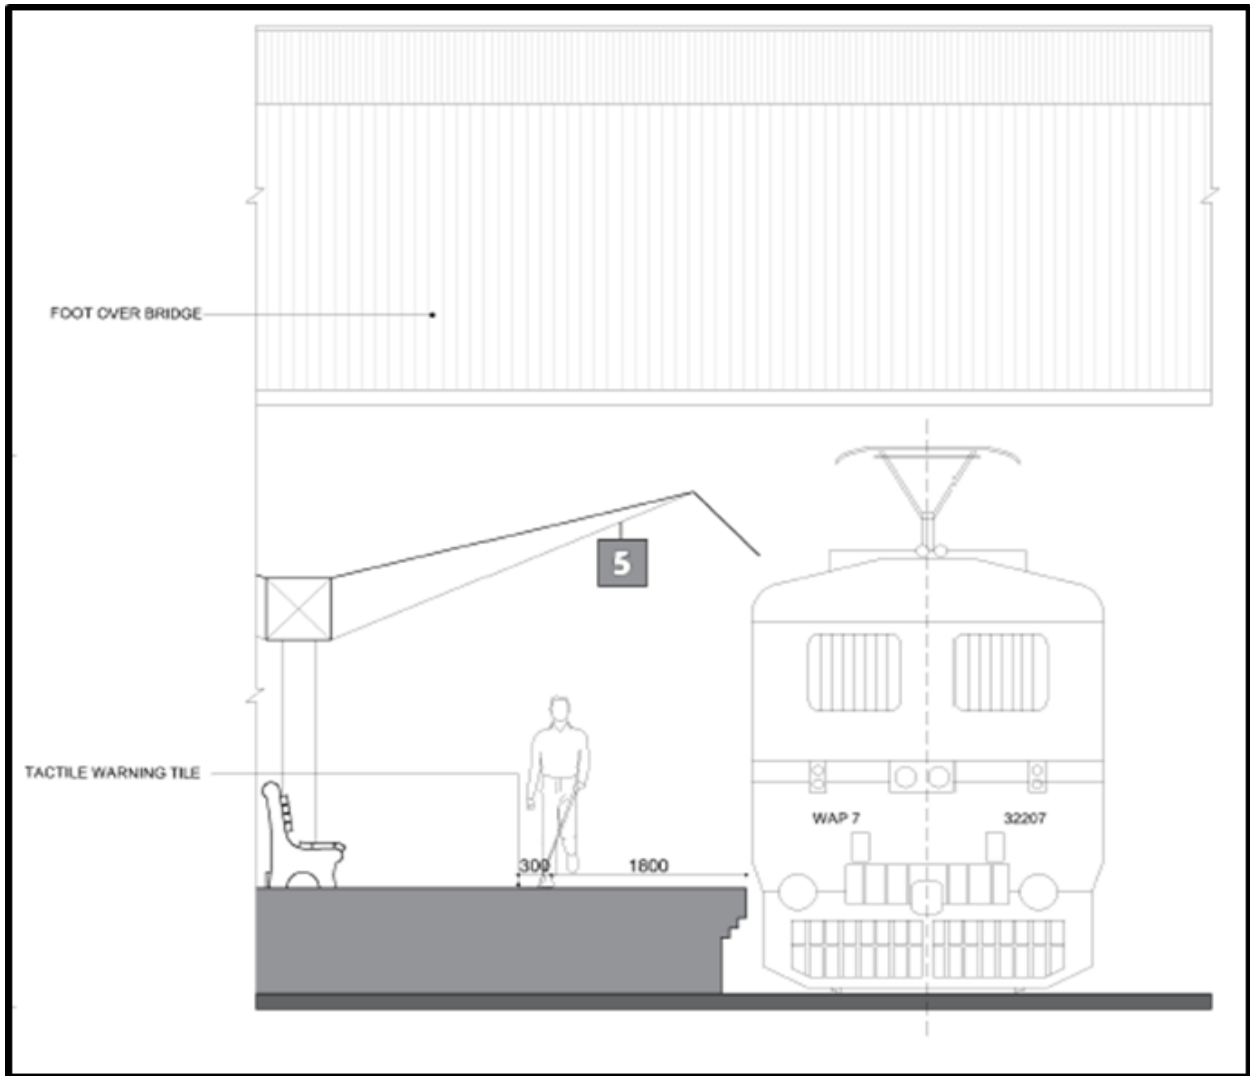 FOOT OVER BRIDGE
5
TACTILE WARNING TILE
WAP 7 32207
300 1800